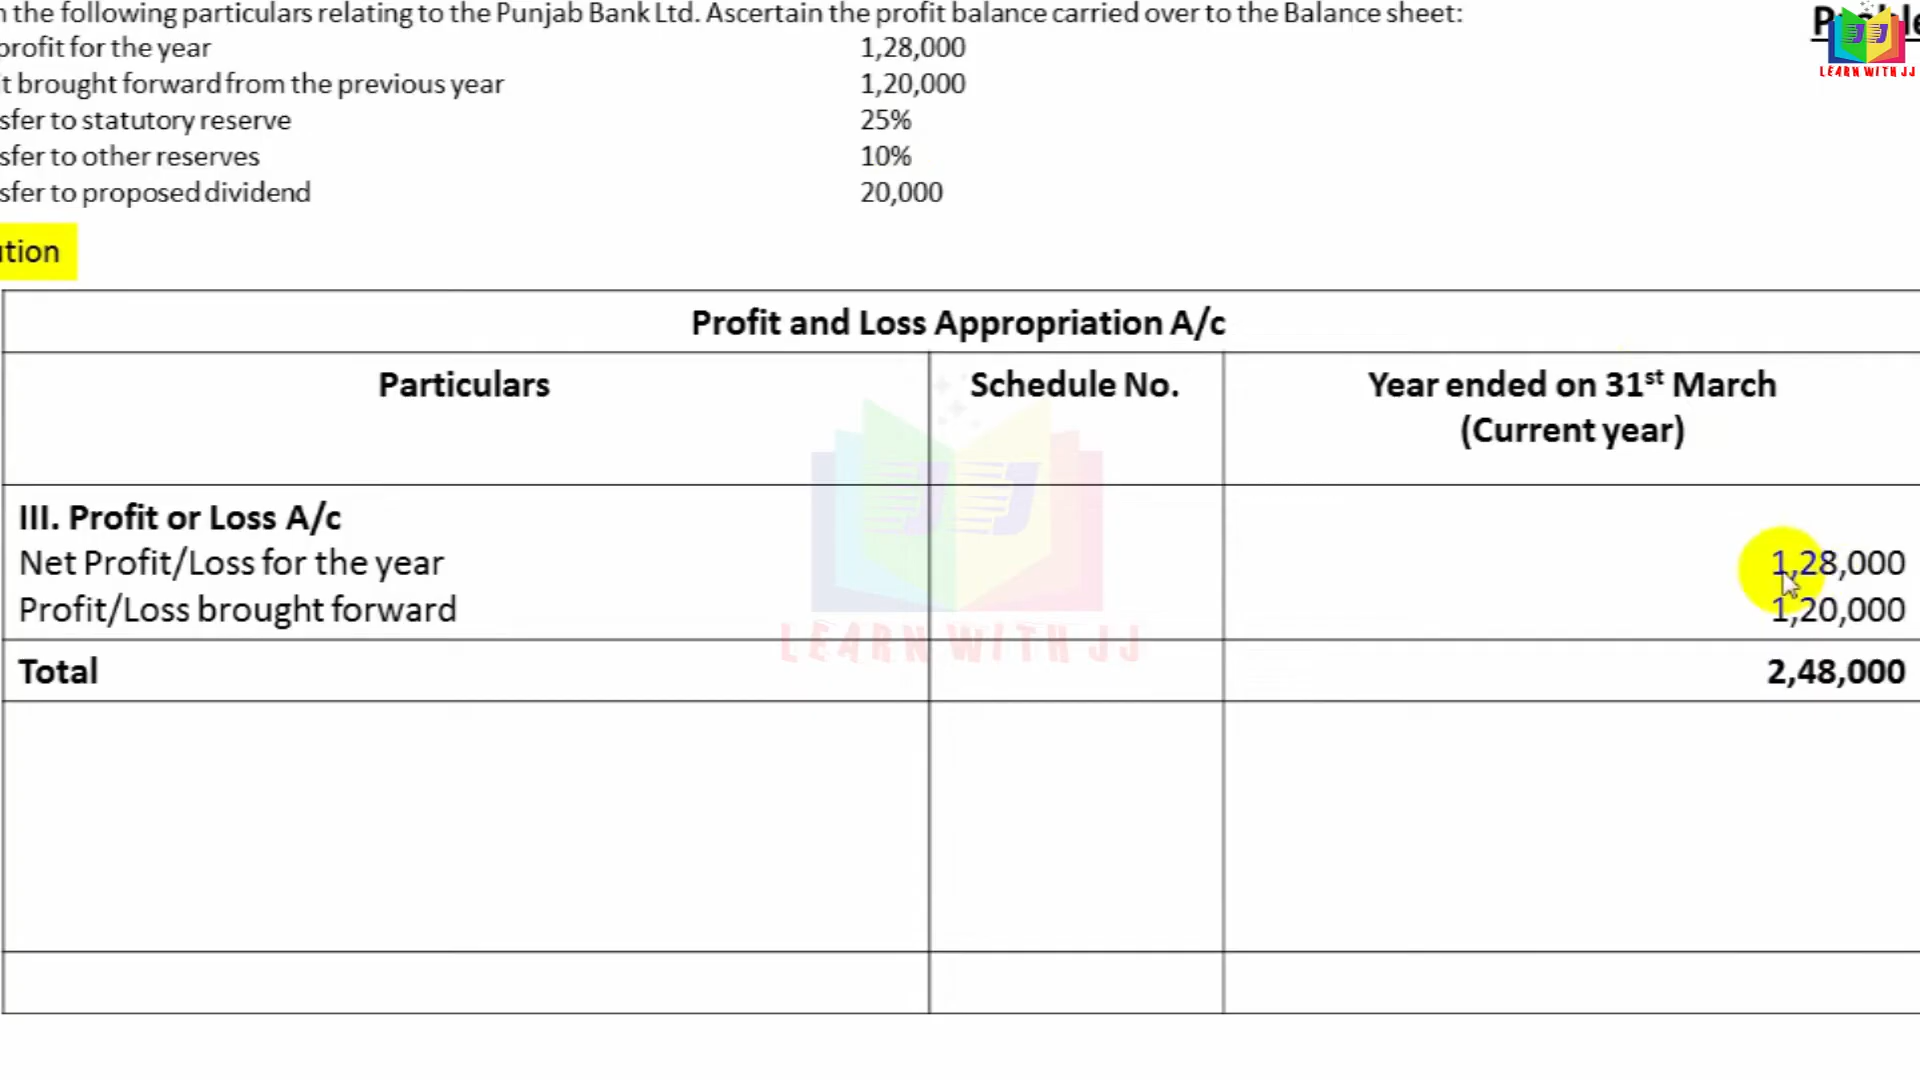 the following particulars relating to the Punjab Bank Ltd. Ascertain the profit balance carried over to the Balance sheet:
profit for the year 1,28,000
brought forward from the previous year 1,20,000
sfer to statutory reserve 25%
sfer to other reserves 10%
sfer to proposed dividend 20,000
LEARN WITH JJ
ution
Profit and Loss Appropriation A/c
Particulars Schedule No. Year ended on 31st March
(Current year)
III. Profit or Loss A/c
Net Profit/Loss for the year 1,28,000
Profit/Loss brought forward 1,20,000
LEARN WITH JJ
Total 2,48,000